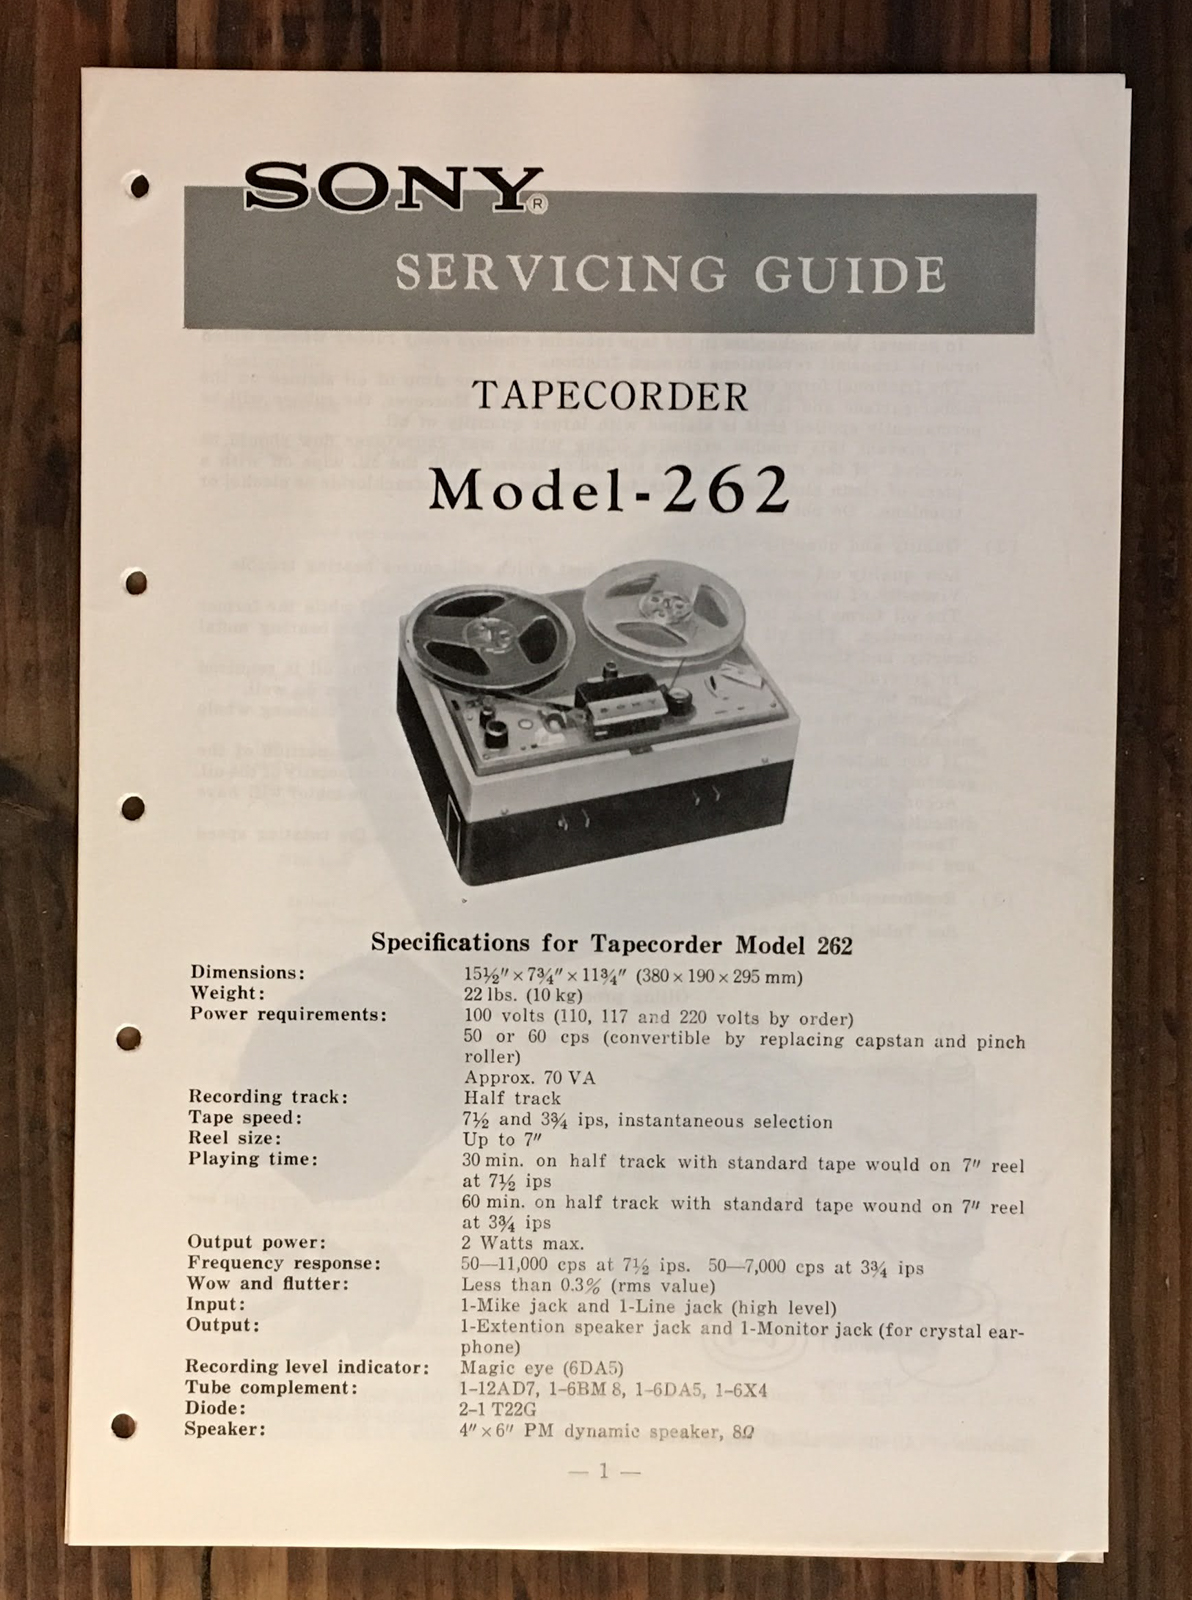 SONY®
SERVICING GUIDE
TAPECORDER
Model-262
SONY
Specifications for Tapecorder Model 262
Dimensions: 15½″ × 7¾″ × 11¾″ (380 × 190 × 295 mm)
Weight: 22 lbs. (10 kg)
Power requirements: 100 volts (110, 117 and 220 volts by order)
50 or 60 cps (convertible by replacing capstan and pinch
roller)
Approx. 70 VA
Recording track: Half track
Tape speed: 7½ and 3¾ ips, instantaneous selection
Reel size: Up to 7″
Playing time: 30 min. on half track with standard tape would on 7″ reel
at 7½ ips
60 min. on half track with standard tape wound on 7″ reel
at 3¾ ips
Output power: 2 Watts max.
Frequency response: 50—11,000 cps at 7½ ips. 50—7,000 cps at 3¾ ips
Wow and flutter: Less than 0.3% (rms value)
Input: 1-Mike jack and 1-Line jack (high level)
Output: 1-Extention speaker jack and 1-Monitor jack (for crystal ear-
phone)
Recording level indicator: Magic eye (6DA5)
Tube complement: 1-12AD7, 1-6BM 8, 1-6DA5, 1-6X4
Diode: 2-1 T22G
Speaker: 4″ × 6″ PM dynamic speaker, 8Ω
— 1 —